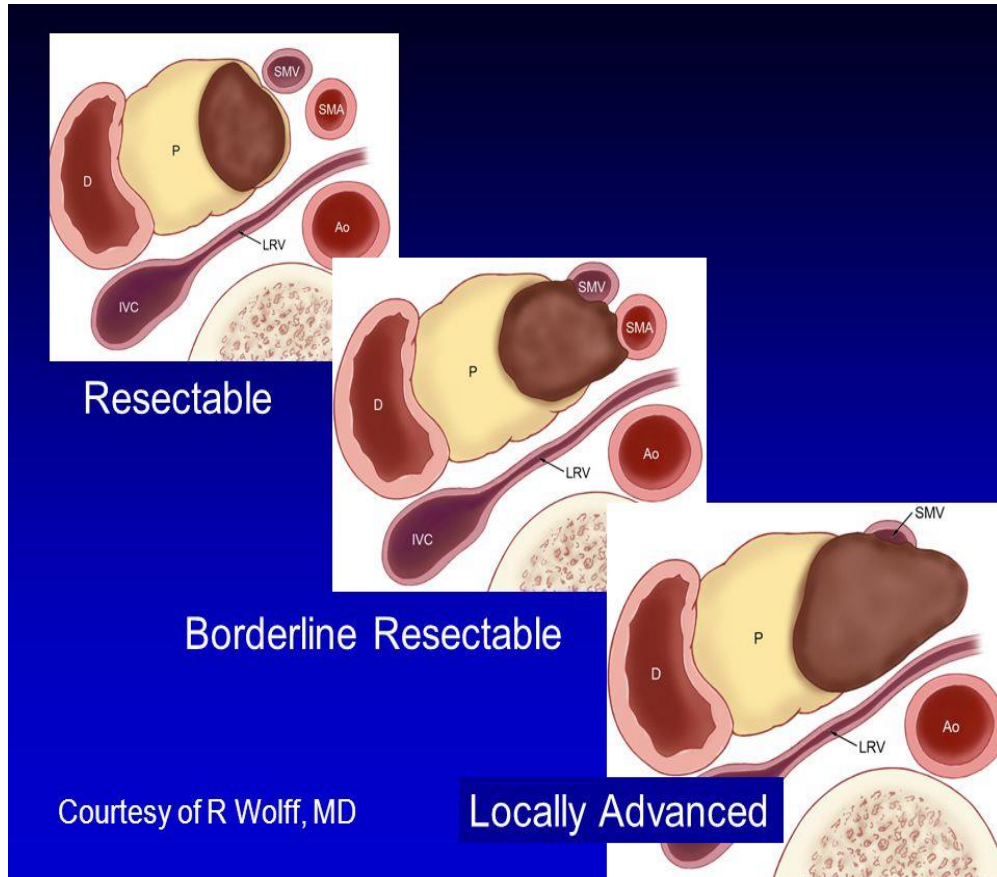 SMV
SMA
P
D
Ao
LRV
IVC
Resectable
SMV
SMA
P
D
Ao
LRV
IVC
Borderline Resectable
SMV
P
D
Ao
LRV
Courtesy of R Wolff, MD
Locally Advanced